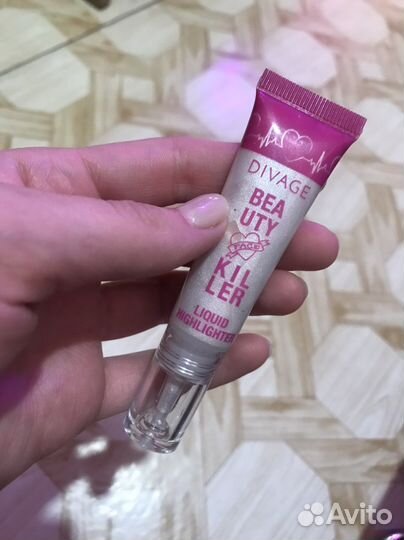 DIVAGE
BEA
UTY
FACE
KIL
LER
LIQUID
HIGHLIGHTER
Avito